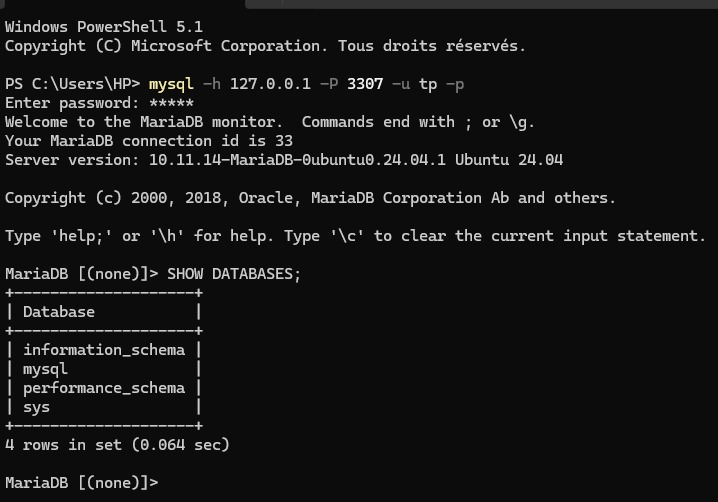 Windows PowerShell 5.1
Copyright (C) Microsoft Corporation. Tous droits réservés.
PS C:\Users\HP> mysql -h 127.0.0.1 -P 3307 -u tp -p
Enter password: *****
Welcome to the MariaDB monitor.  Commands end with ; or \g.
Your MariaDB connection id is 33
Server version: 10.11.14-MariaDB-0ubuntu0.24.04.1 Ubuntu 24.04
Copyright (c) 2000, 2018, Oracle, MariaDB Corporation Ab and others.
Type 'help;' or '\h' for help. Type '\c' to clear the current input statement.
MariaDB [(none)]> SHOW DATABASES;
+--------------------+
| Database           |
+--------------------+
| information_schema |
| mysql              |
| performance_schema |
| sys                |
+--------------------+
4 rows in set (0.064 sec)
MariaDB [(none)]>